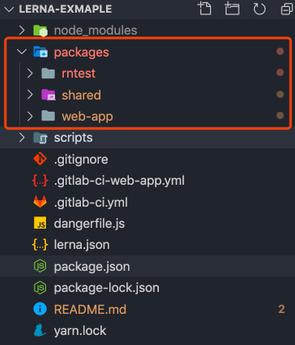 LERNA-EXMAPLE
node_modules
packages
rntest
shared
web-app
scripts
.gitignore
.gitlab-ci-web-app.yml
.gitlab-ci.yml
dangerfile.js
lerna.json
package.json
package-lock.json
README.md 2
yarn.lock